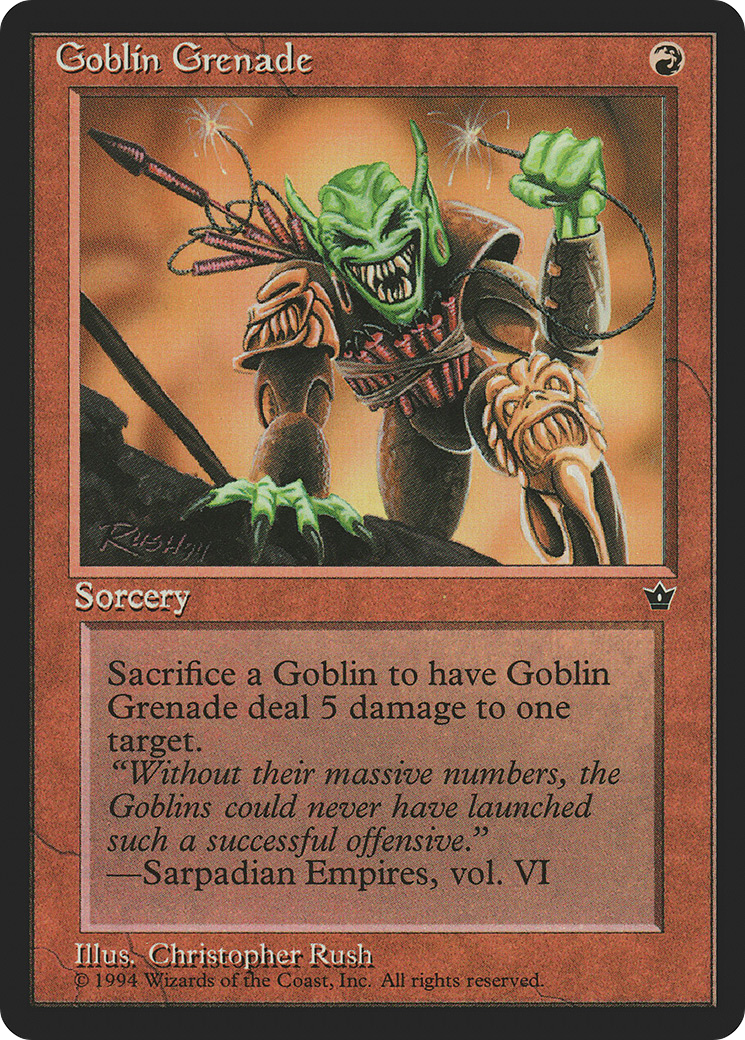 Goblin Grenade
RUSH94
Sorcery
Sacrifice a Goblin to have Goblin
Grenade deal 5 damage to one
target.
“Without their massive numbers, the
Goblins could never have launched
such a successful offensive.”
—Sarpadian Empires, vol. VI
Illus. Christopher Rush
© 1994 Wizards of the Coast, Inc. All rights reserved.